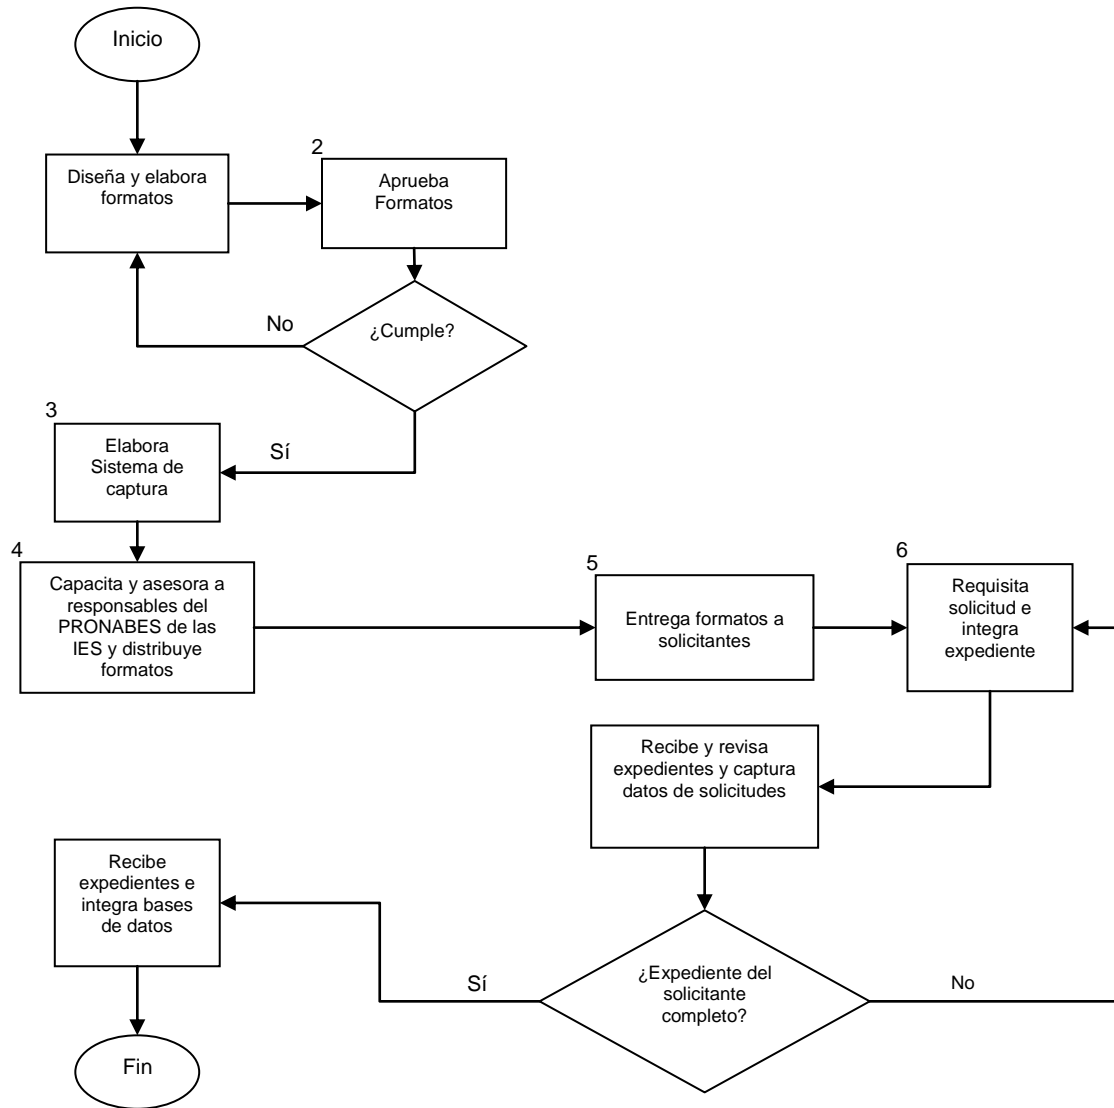 Inicio
Diseña y elabora
formatos
2
Aprueba
Formatos
¿Cumple?
No
Sí
3
Elabora
Sistema de
captura
4
Capacita y asesora a
responsables del
PRONABES de las
IES y distribuye
formatos
5
Entrega formatos a
solicitantes
6
Requisita
solicitud e
integra
expediente
Recibe y revisa
expedientes y captura
datos de solicitudes
¿Expediente del
solicitante
completo?
No
Sí
Recibe
expedientes e
integra bases
de datos
Fin